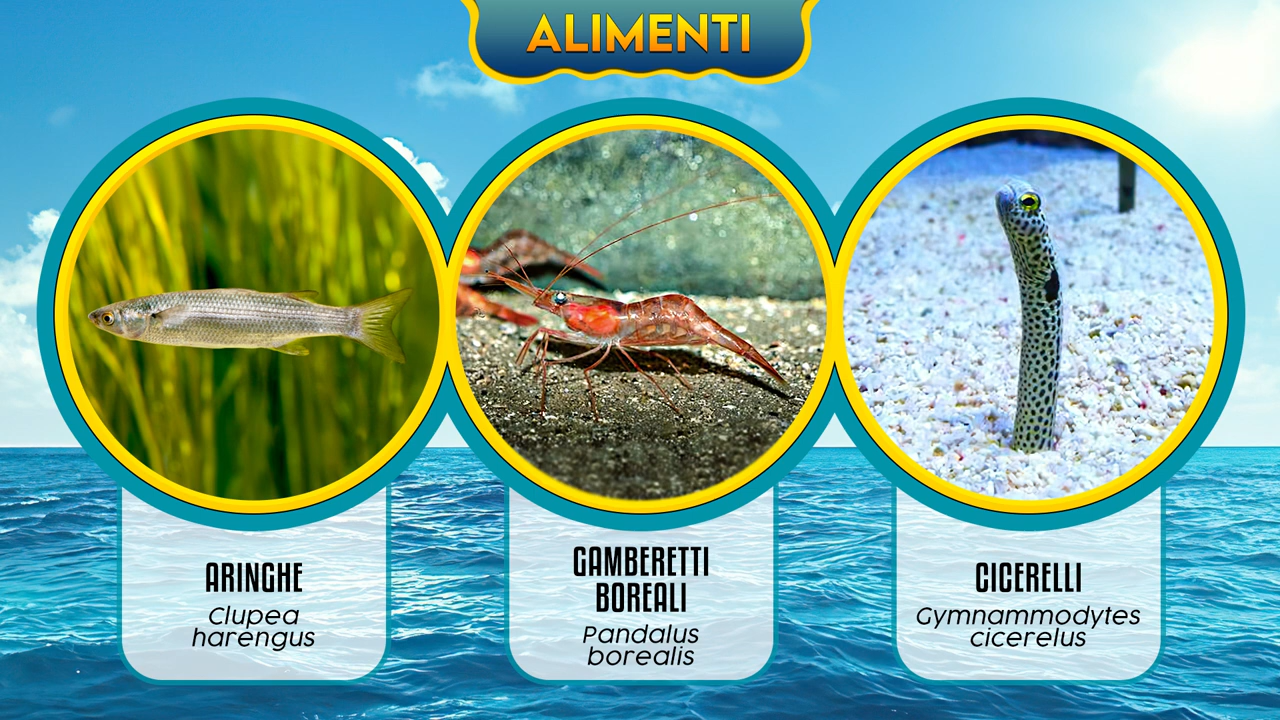 ALIMENTI
ARINGHE
Clupea
harengus
GAMBERETTI
BOREALI
Pandalus
borealis
CICERELLI
Gymnammodytes
cicerelus